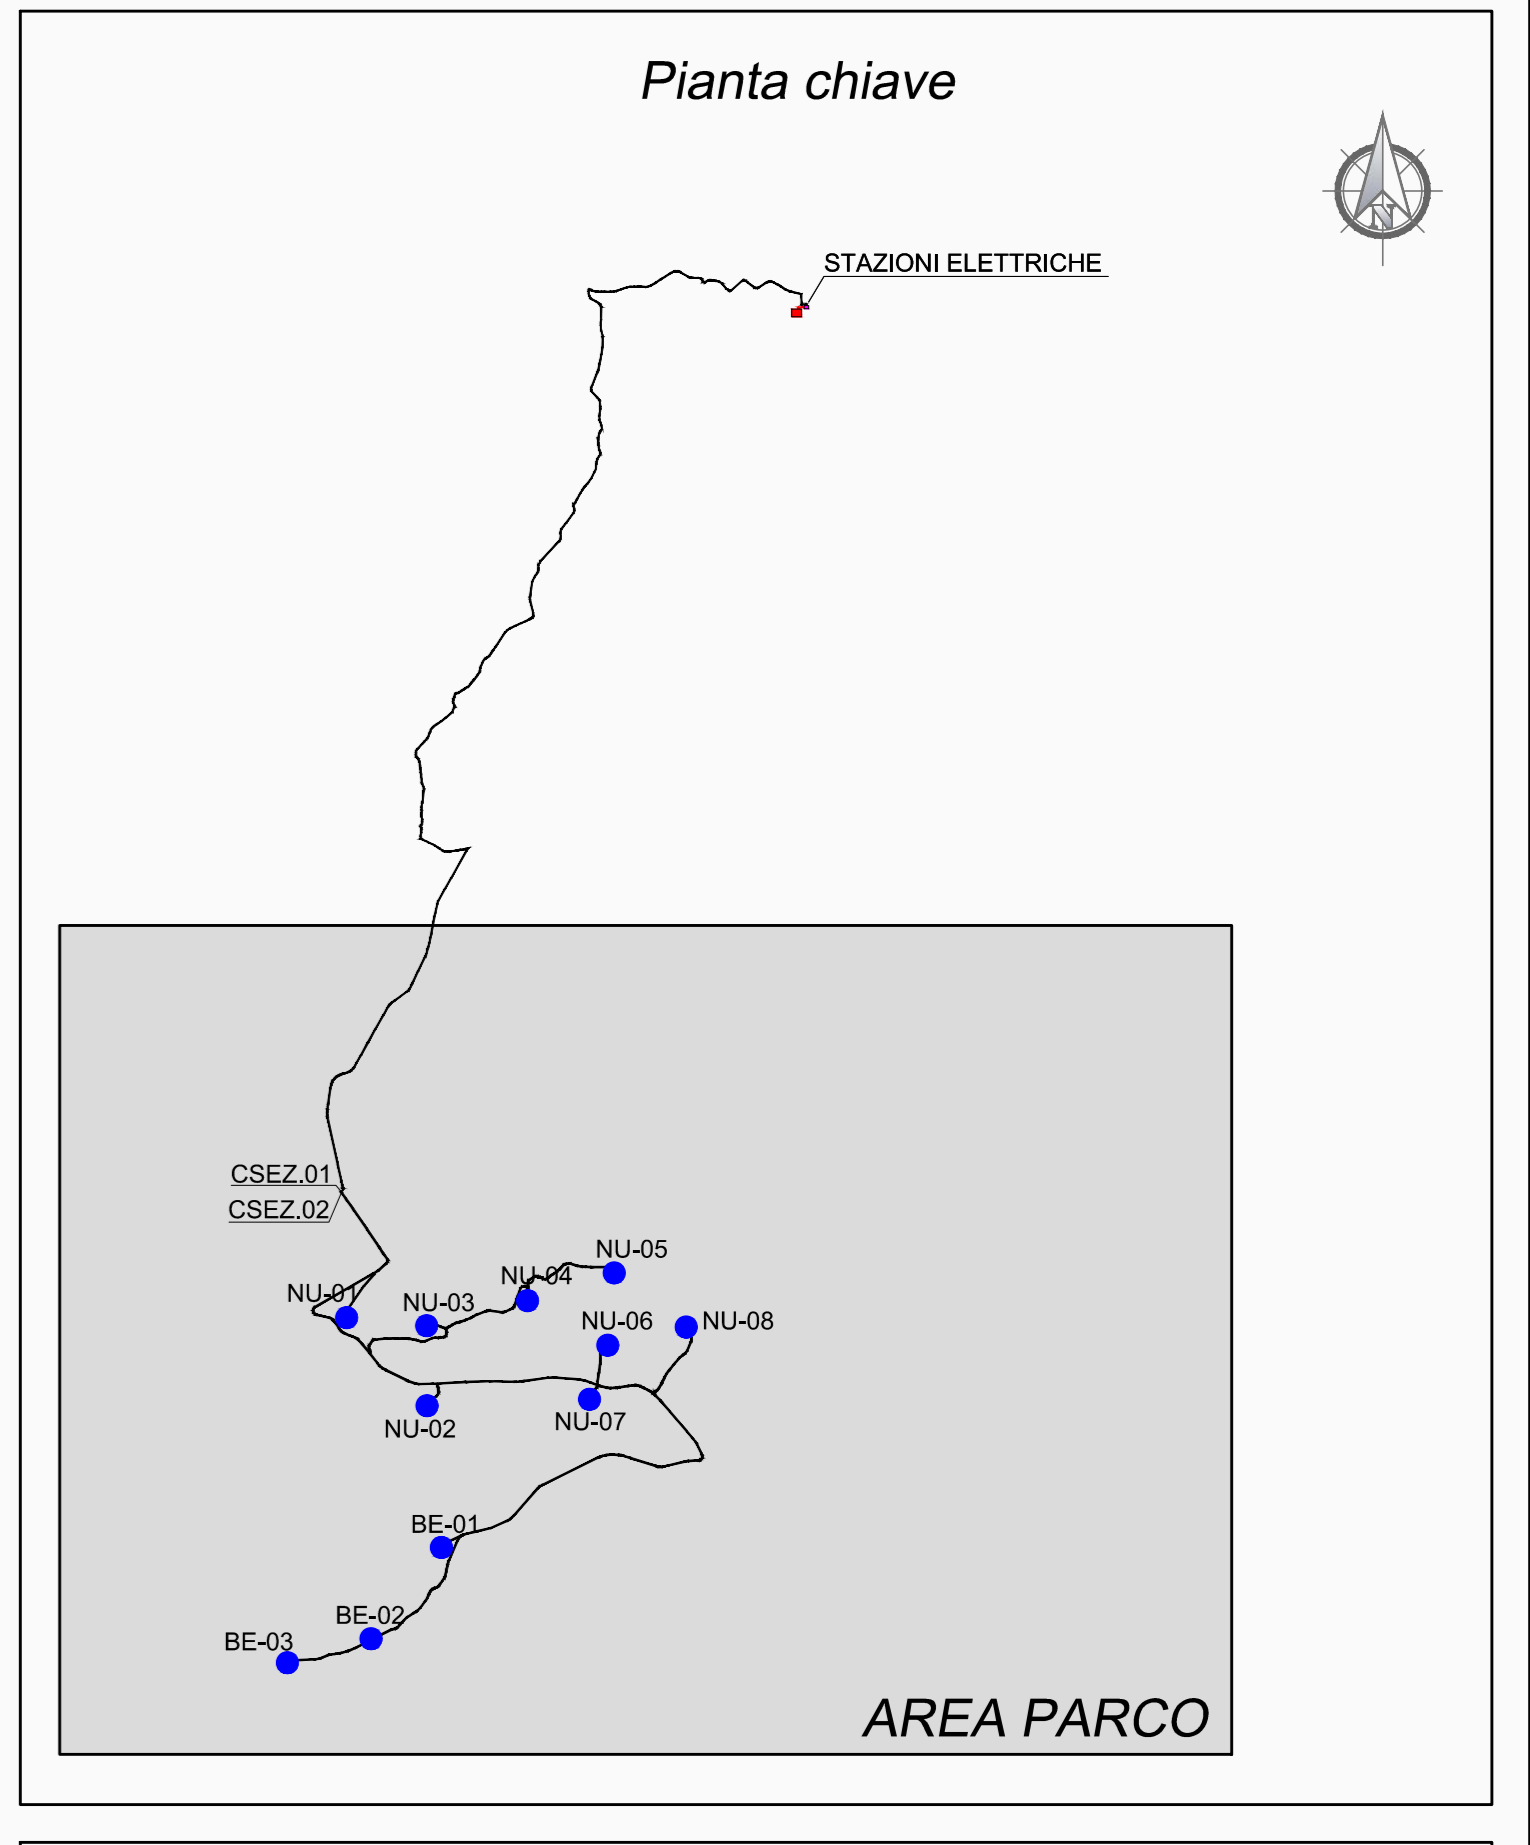 Pianta chiave
N
STAZIONI ELETTRICHE
CSEZ.01
CSEZ.02
NU-05
NU-04
NU-01
NU-03
NU-06
NU-08
NU-02
NU-07
BE-01
BE-02
BE-03
AREA PARCO